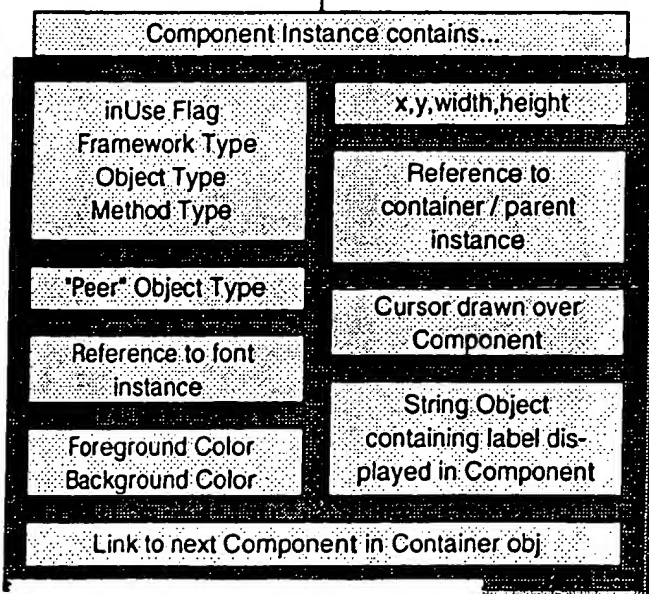 Component Instance contains...
inUse Flag
Framework Type
Object Type
Method Type
"Peer" Object Type
Reference to font
instance
Foreground Color
Background Color
x,y,width,height
Reference to
container / parent
instance
Cursor drawn over
Component
String Object
containing label dis-
played in Component
Link to next Component in Container obj